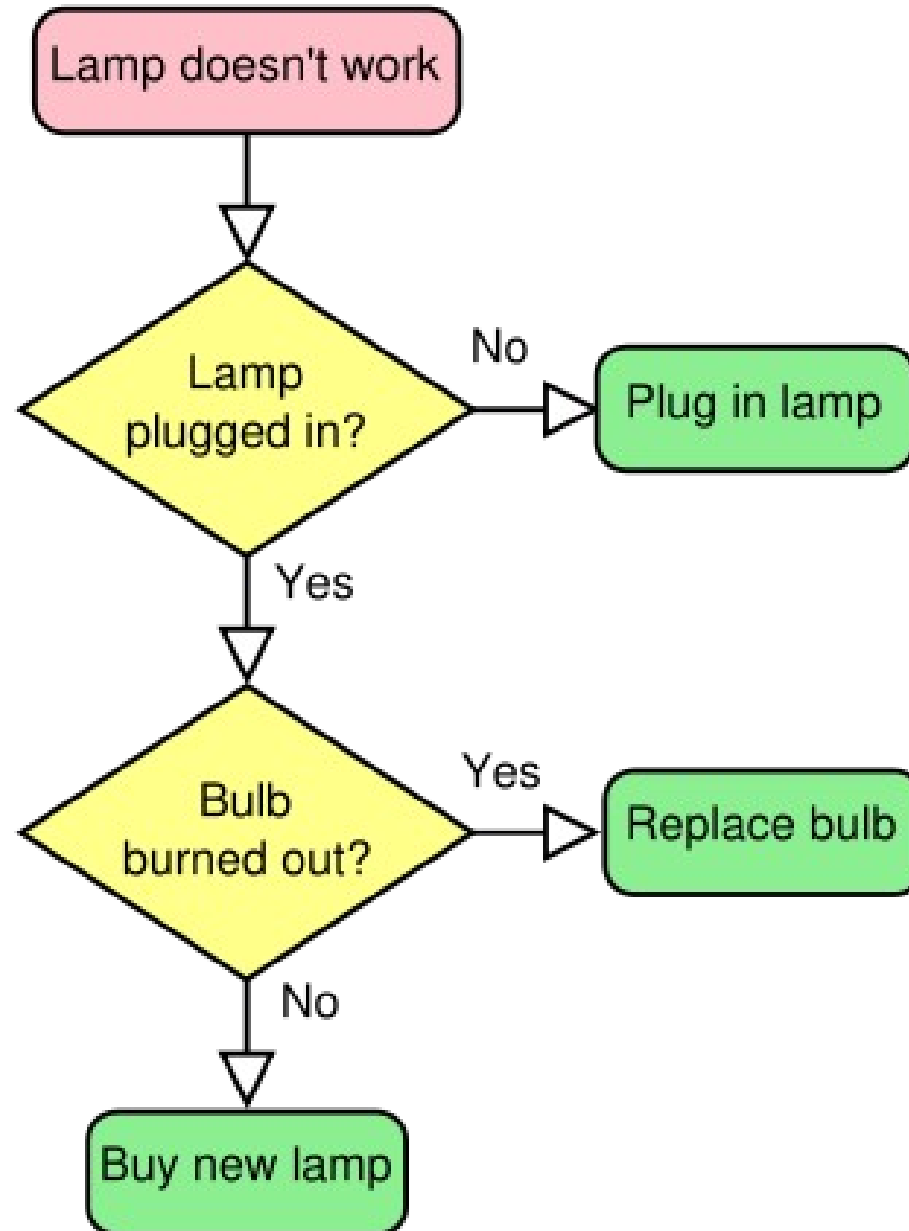 Lamp doesn't work
Lamp
plugged in?
No
Plug in lamp
Yes
Bulb
burned out?
Yes
Replace bulb
No
Buy new lamp